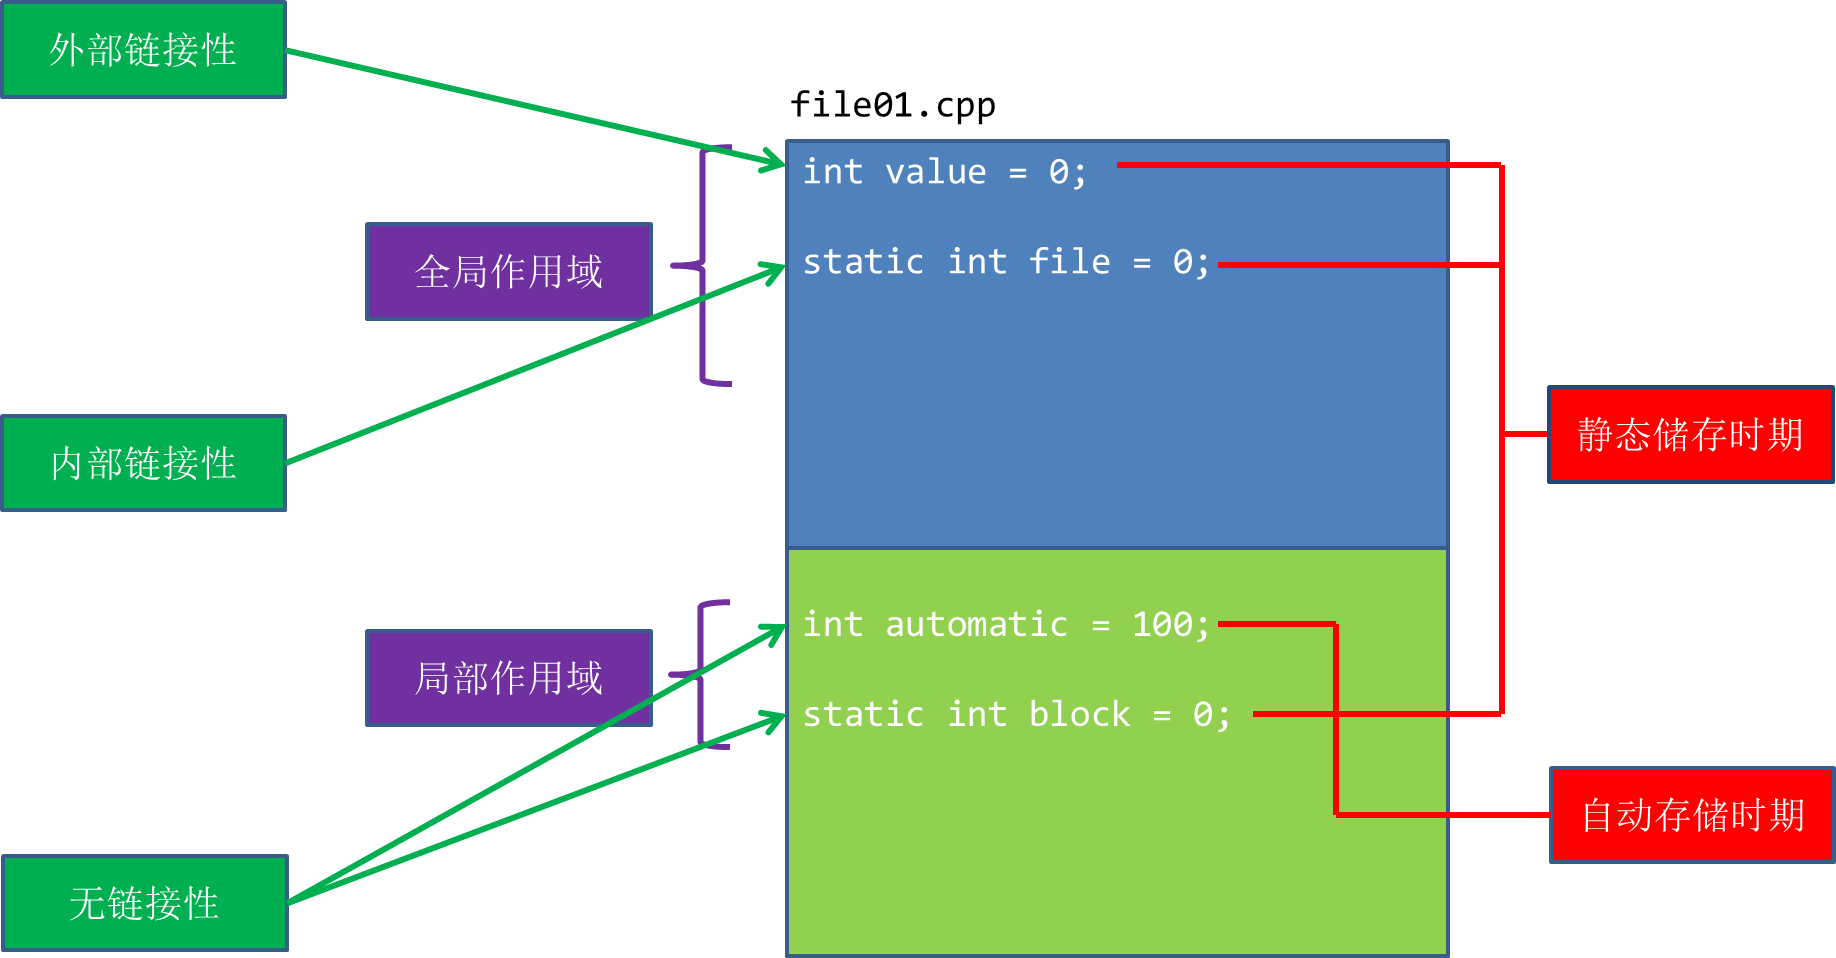 外部链接性
file01.cpp
int value = 0;
全局作用域
static int file = 0;
静态储存时期
内部链接性
int automatic = 100;
局部作用域
static int block = 0;
自动存储时期
无链接性